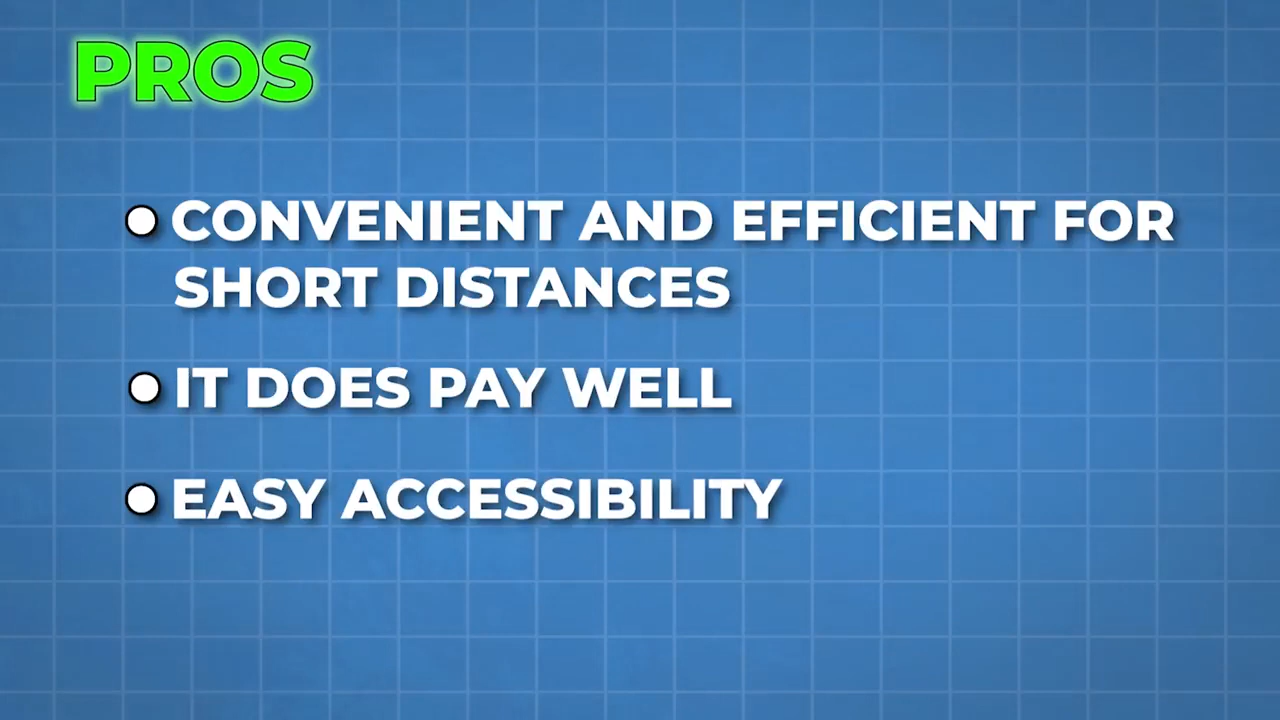 PROS
CONVENIENT AND EFFICIENT FOR
SHORT DISTANCES
IT DOES PAY WELL
EASY ACCESSIBILITY